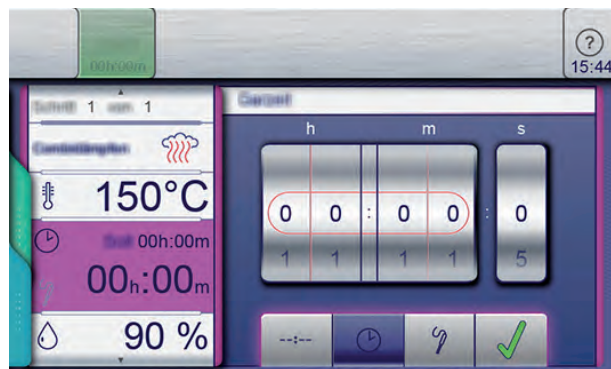 00h:00m
?
15:44
Schritt 1 von 1
Garzeit
Combidämpfen
150°C
00h:00m
00h:00m
90 %
h m s
0 0 : 0 0 : 0
1 1 1 1 5
--:--